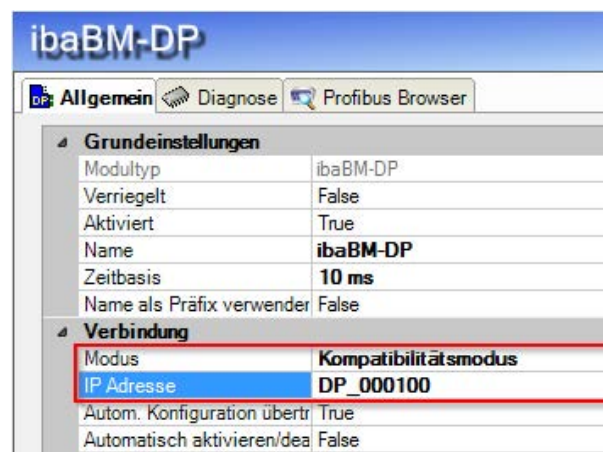 ibaBM-DP
DP Allgemein Diagnose Profibus Browser
Grundeinstellungen
Modultyp ibaBM-DP
Verriegelt False
Aktiviert True
Name ibaBM-DP
Zeitbasis 10 ms
Name als Präfix verwender False
Verbindung
Modus Kompatibilitätsmodus
IP Adresse DP_000100
Autom. Konfiguration übertr True
Automatisch aktivieren/dea False